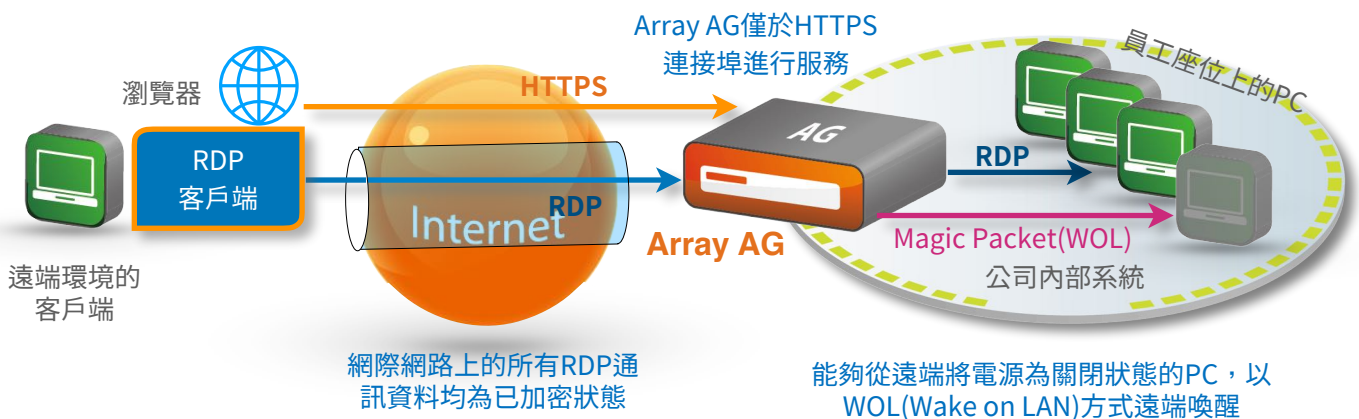 Array AG僅於HTTPS
連接埠進行服務
員工座位上的PC
瀏覽器
HTTPS
AG
RDP
客戶端
RDP
RDP
Internet
Array AG
Magic Packet(WOL)
公司內部系統
遠端環境的
客戶端
網際網路上的所有RDP通
訊資料均為已加密狀態
能夠從遠端將電源為關閉狀態的PC，以
WOL(Wake on LAN)方式遠端喚醒